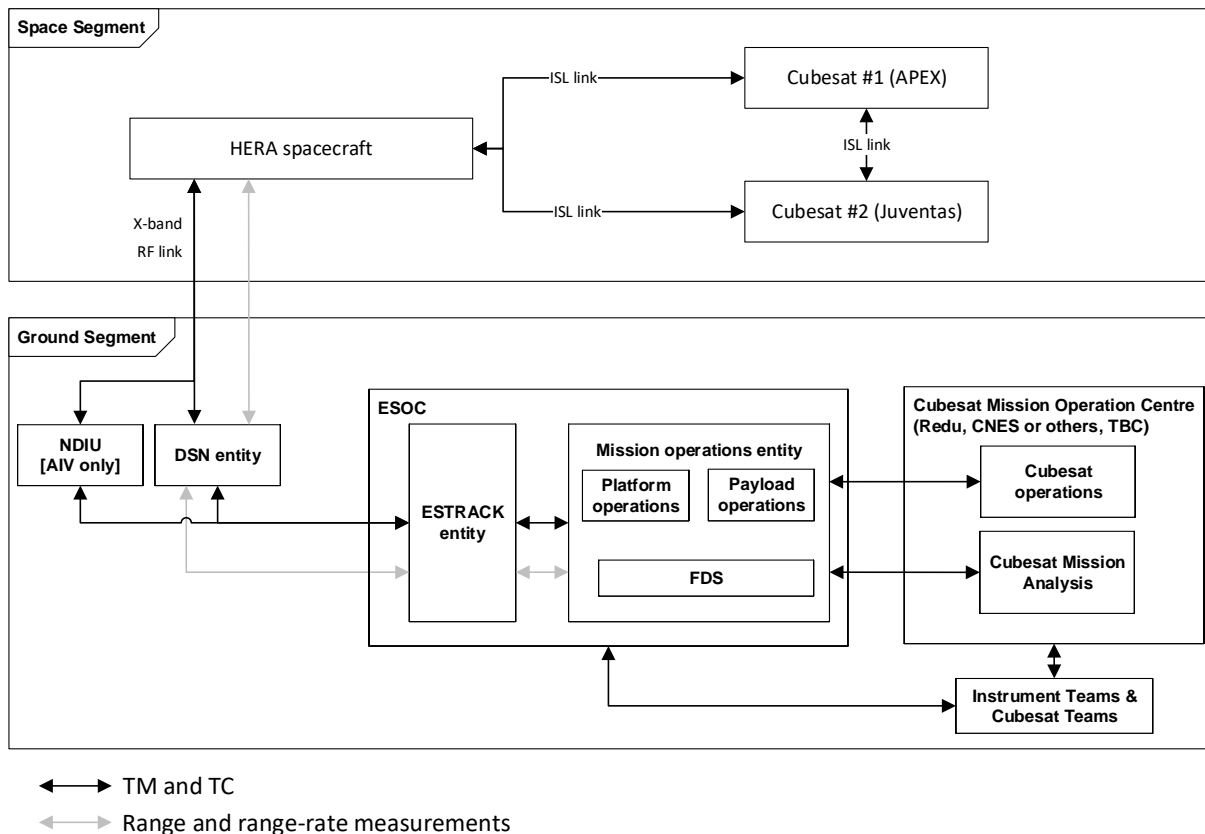 Space Segment
ISL link
Cubesat #1 (APEX)
HERA spacecraft
ISL link
ISL link
Cubesat #2 (Juventas)
X-band
RF link
Ground Segment
NDIU
[AIV only]
DSN entity
ESOC
ESTRACK
entity
Mission operations entity
Platform
operations
Payload
operations
FDS
Cubesat Mission Operation Centre
(Redu, CNES or others, TBC)
Cubesat
operations
Cubesat Mission
Analysis
Instrument Teams &
Cubesat Teams
TM and TC
Range and range-rate measurements